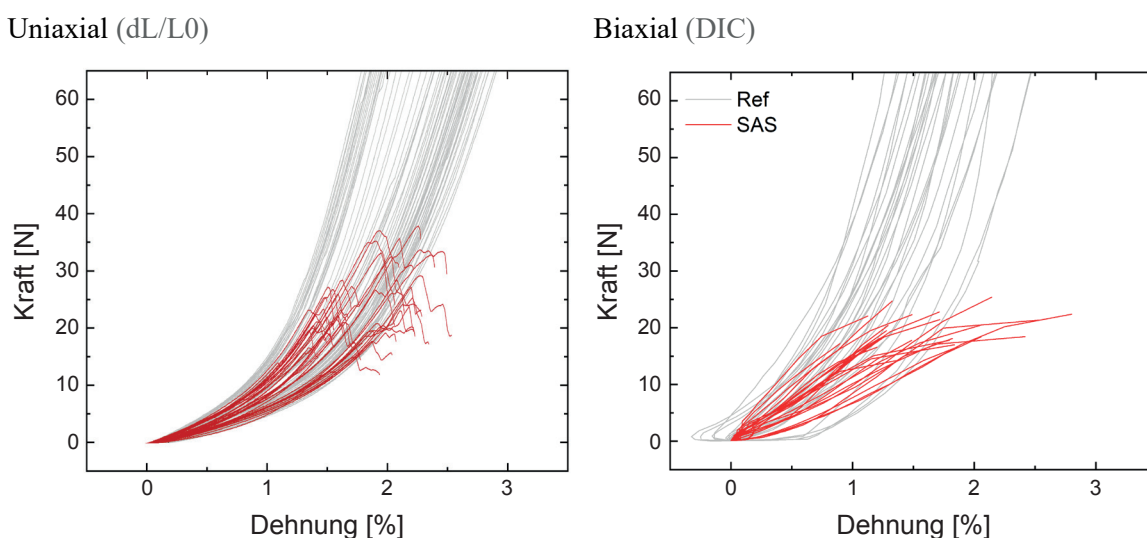 Uniaxial (dL/L0)
Biaxial (DIC)
60
50
40
30
20
10
0
Kraft [N]
0 1 2 3
Dehnung [%]
Ref
SAS
60
50
40
30
20
10
0
Kraft [N]
0 1 2 3
Dehnung [%]